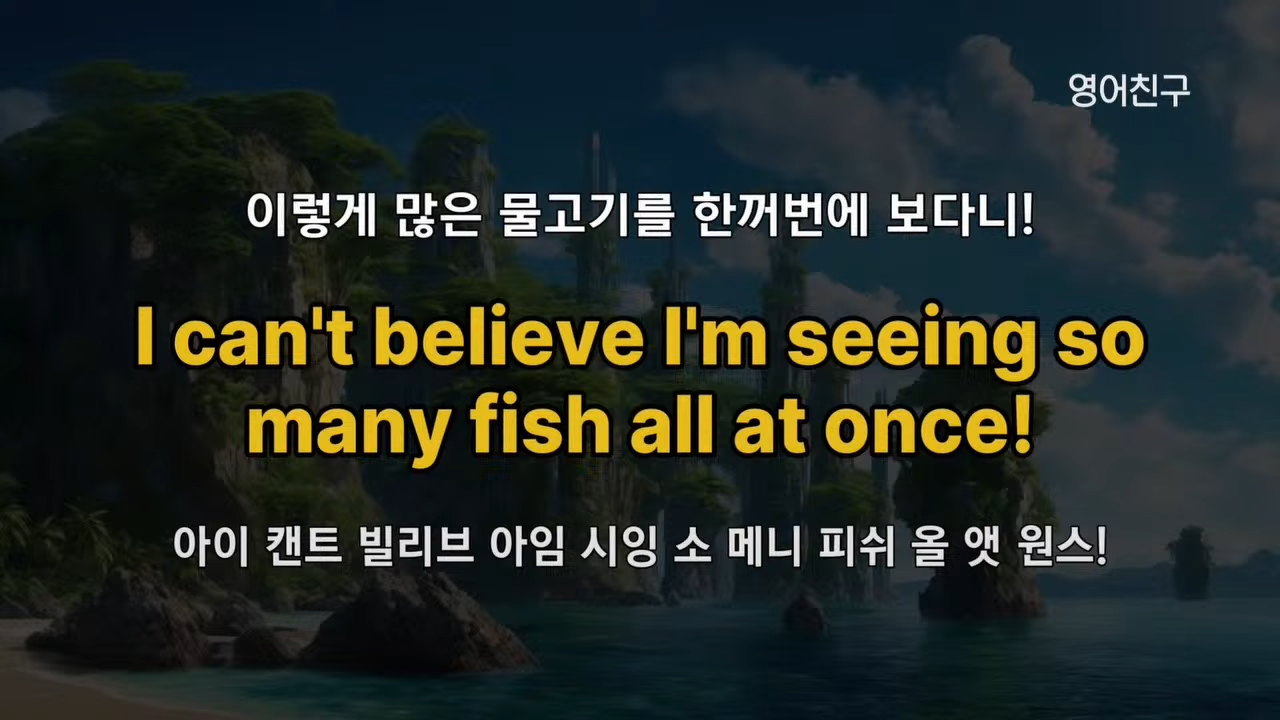 영어친구
이렇게 많은 물고기를 한꺼번에 보다니!
I can't believe I'm seeing so
many fish all at once!
아이 캔트 빌리브 아임 시잉 소 메니 피쉬 올 앳 원스!